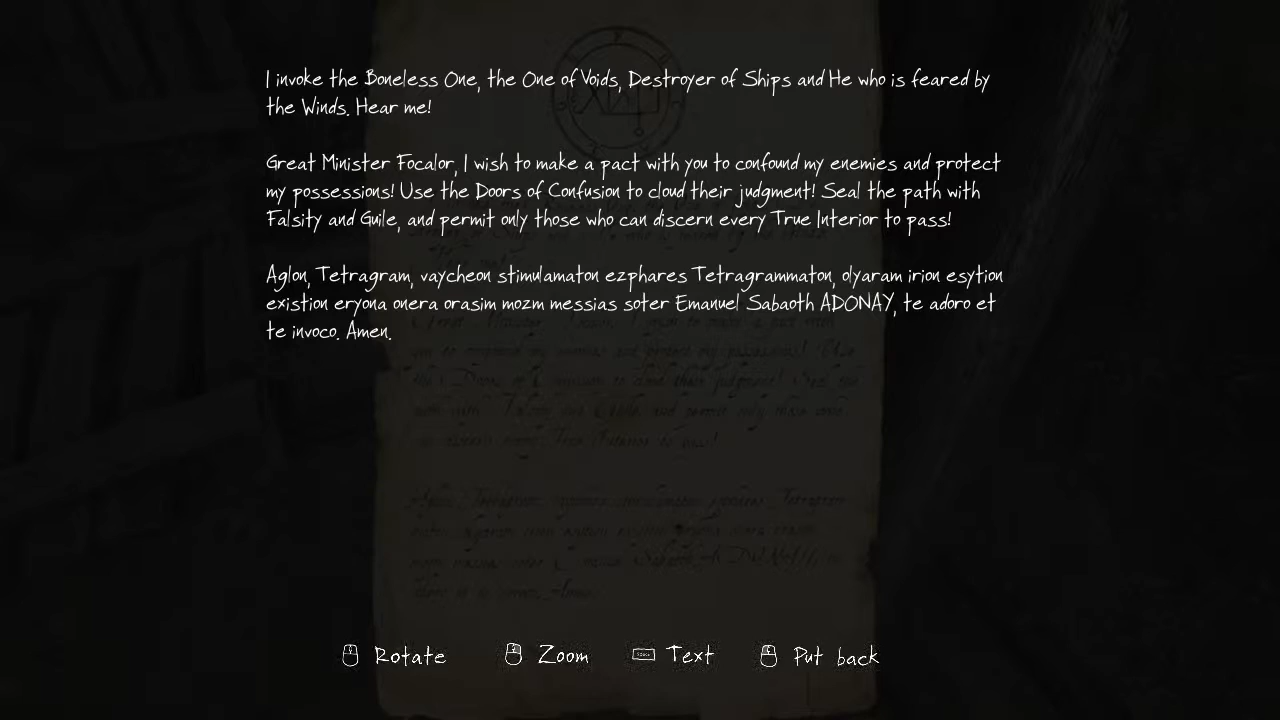 I invoke the Boneless One, the One of Voids, Destroyer of Ships and He who is feared by
the Winds. Hear me!
Great Minister Focalor, I wish to make a pact with you to confound my enemies and protect
my possessions! Use the Doors of Confusion to cloud their judgment! Seal the path with
Falsity and Guile, and permit only those who can discern every True Interior to pass!
Aglon, Tetragram, vaycheon stimulamaton ezphares Tetragrammaton, olyaram irion esytion
existion eryona onera orasim mozm messias soter Emanuel Sabaoth ADONAY, te adoro et
te invoco. Amen.
Rotate Zoom Text Put back